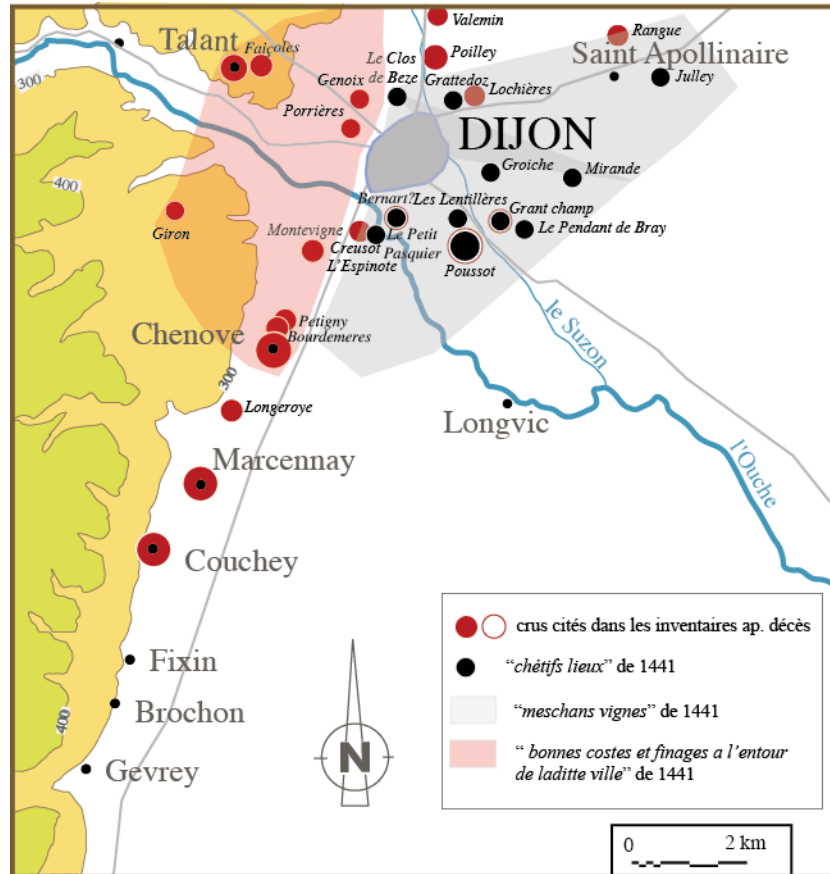 Valemin
Rangue
Talant
Faiçoles
Poilley
Saint Apollinaire
Le Clos
de Beze
Genoix
Grattedoz
Lochières
Julley
300
Porrières
DIJON
Groiche
Mirande
400
Bernart?
Les Lentillères
Grant champ
Giron
Montevigne
Le Petit
Pasquier
Le Pendant de Bray
Creusot
L'Espinote
Poussot
le Suzon
Petigny
Chenove
Bourdemeres
300
Longeroye
Longvic
Marcennay
l'Ouche
Couchey
Fixin
Brochon
400
Gevrey
N
crus cités dans les inventaires ap. décès
“chétifs lieux” de 1441
“meschans vignes” de 1441
“ bonnes costes et finages a l’entour
de laditte ville” de 1441
0 2 km